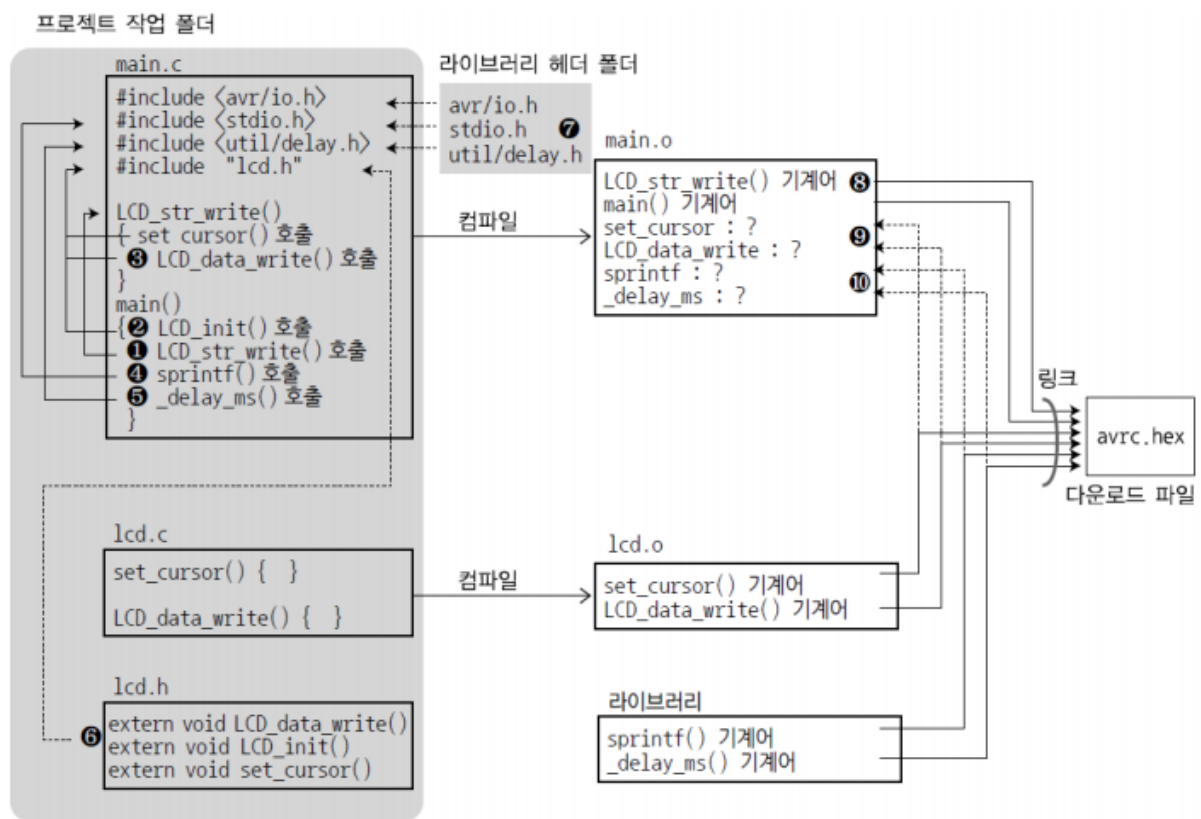 프로젝트 작업 폴더
main.c
#include <avr/io.h>
#include <stdio.h>
#include <util/delay.h>
#include "lcd.h"
LCD_str_write()
{ set cursor() 호출
❸ LCD_data_write() 호출
}
main()
{❷ LCD_init() 호출
❶ LCD_str_write() 호출
❹ sprintf() 호출
❺ _delay_ms() 호출
}
라이브러리 헤더 폴더
avr/io.h
stdio.h ❼
util/delay.h
컴파일
main.o
LCD_str_write() 기계어 ❽
main() 기계어
set_cursor : ?
❾
LCD_data_write : ?
sprintf : ?
❿
_delay_ms : ?
링크
avrc.hex
다운로드 파일
lcd.c
set_cursor() { }
LCD_data_write() { }
컴파일
lcd.o
set_cursor() 기계어
LCD_data_write() 기계어
lcd.h
❻ extern void LCD_data_write()
extern void LCD_init()
extern void set_cursor()
라이브러리
sprintf() 기계어
_delay_ms() 기계어